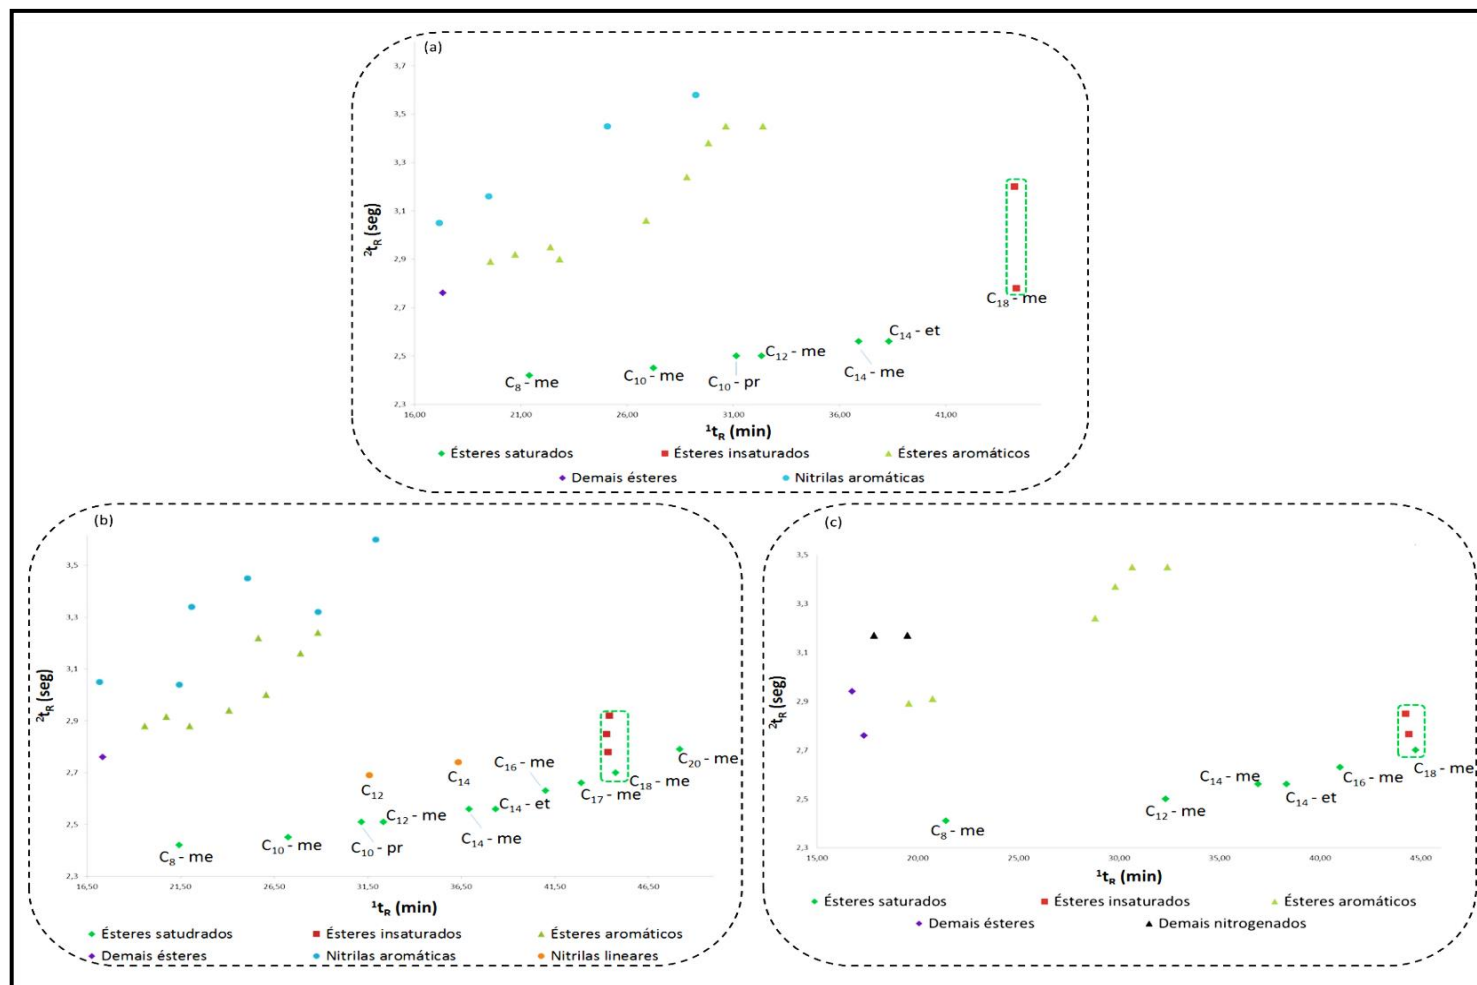 (a)
3,7
3,5
3,3
3,1
2,9
2,7
2,5
2,3
²tR (seg)
C18 - me
C14 - et
C12 - me
C14 - me
C10 - me
C10 - pr
C8 - me
16,00 21,00 26,00 31,00 36,00 41,00
¹tR (min)
Ésteres saturados Ésteres insaturados Ésteres aromáticos
Demais ésteres Nitrilas aromáticas
(b)
3,5
3,3
3,1
2,9
2,7
2,5
2,3
²tR (seg)
C20 - me
C16 - me
C18 - me
C14
C12
C17 - me
C14 - et
C12 - me
C14 - me
C10 - me
C10 - pr
C8 - me
16,50 21,50 26,50 31,50 36,50 41,50 46,50
¹tR (min)
Ésteres satudrados Ésteres insaturados Ésteres aromáticos
Demais ésteres Nitrilas aromáticas Nitrilas lineares
(c)
3,5
3,3
3,1
2,9
2,7
2,5
2,3
²tR (seg)
C18 - me
C16 - me
C14 - me
C14 - et
C12 - me
C8 - me
15,00 20,00 25,00 30,00 35,00 40,00 45,00
¹tR (min)
Ésteres saturados Ésteres insaturados Ésteres aromáticos
Demais ésteres Demais nitrogenados